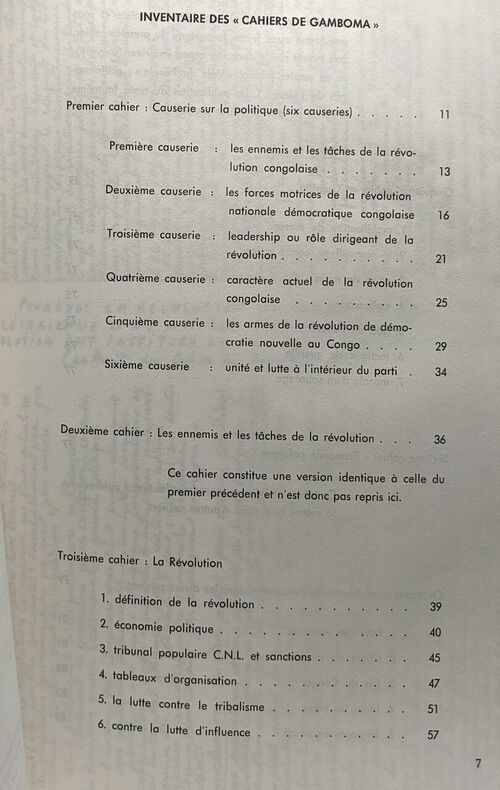 INVENTAIRE DES « CAHIERS DE GAMBOMA »
Premier cahier : Causerie sur la politique (six causeries) . . . . . 11
Première causerie : les ennemis et les tâches de la révo-
lution congolaise . . . . . . . 13
Deuxième causerie : les forces motrices de la révolution
nationale démocratique congolaise 16
Troisième causerie : leadership ou rôle dirigeant de la
révolution . . . . . . . . . . 21
Quatrième causerie : caractère actuel de la révolution
congolaise . . . . . . . . . 25
Cinquième causerie : les armes de la révolution de démo-
cratie nouvelle au Congo . . . . 29
Sixième causerie : unité et lutte à l'intérieur du parti . 34
Deuxième cahier : Les ennemis et les tâches de la révolution . . . 36
Ce cahier constitue une version identique à celle du
premier précédent et n'est donc pas repris ici.
Troisième cahier : La Révolution
1. définition de la révolution . . . . . . . . . . 39
2. économie politique . . . . . . . . . . . . 40
3. tribunal populaire C.N.L. et sanctions . . . . . . 45
4. tableaux d'organisation . . . . . . . . . . . 47
5. la lutte contre le tribalisme . . . . . . . . . 51
6. contre la lutte d'influence . . . . . . . . . . 57
7